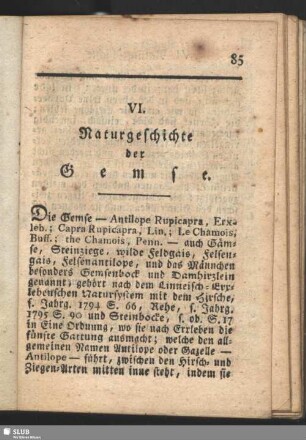 85
VI.
Naturgeschichte
der
Gemse.
Die Gemse — Antilope Rupicapra, Erx-
leb.; Capra Rupicapra, Lin.; Le Chamois,
Buff.; the Chamois, Penn. — auch Gäm-
se, Steinziege, wilde Feldgais, Felsen-
gais, Felsenantilope, und das Männchen
besonders Gemsenbock und Dambirzlein
genannt; gehört nach dem Linneisch-Erx-
lebenschen Natursystem mit dem Hirsche,
s. Jahrg. 1794 S. 66, Rehe, s. Jahrg.
1795 S. 90 und Steinbocke, s. ob. S. 17
in Eine Ordnung, wo sie nach Erxleben die
fünfte Gattung ausmacht; welche den all-
gemeinen Namen Antilope oder Gazelle —
Antilope — führt, zwischen den Hirsch- und
Ziegen-Arten mitten inne steht, indem sie
SLUB